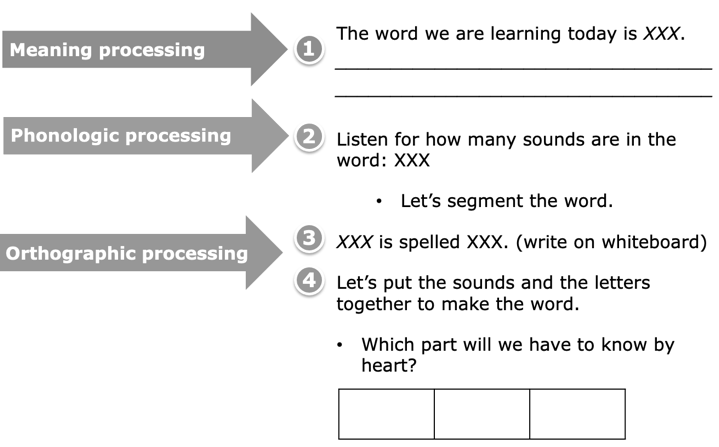 Meaning processing
1
The word we are learning today is XXX.
Phonologic processing
2
Listen for how many sounds are in the
word: XXX
• Let’s segment the word.
Orthographic processing
3
XXX is spelled XXX. (write on whiteboard)
4
Let’s put the sounds and the letters
together to make the word.
• Which part will we have to know by
heart?